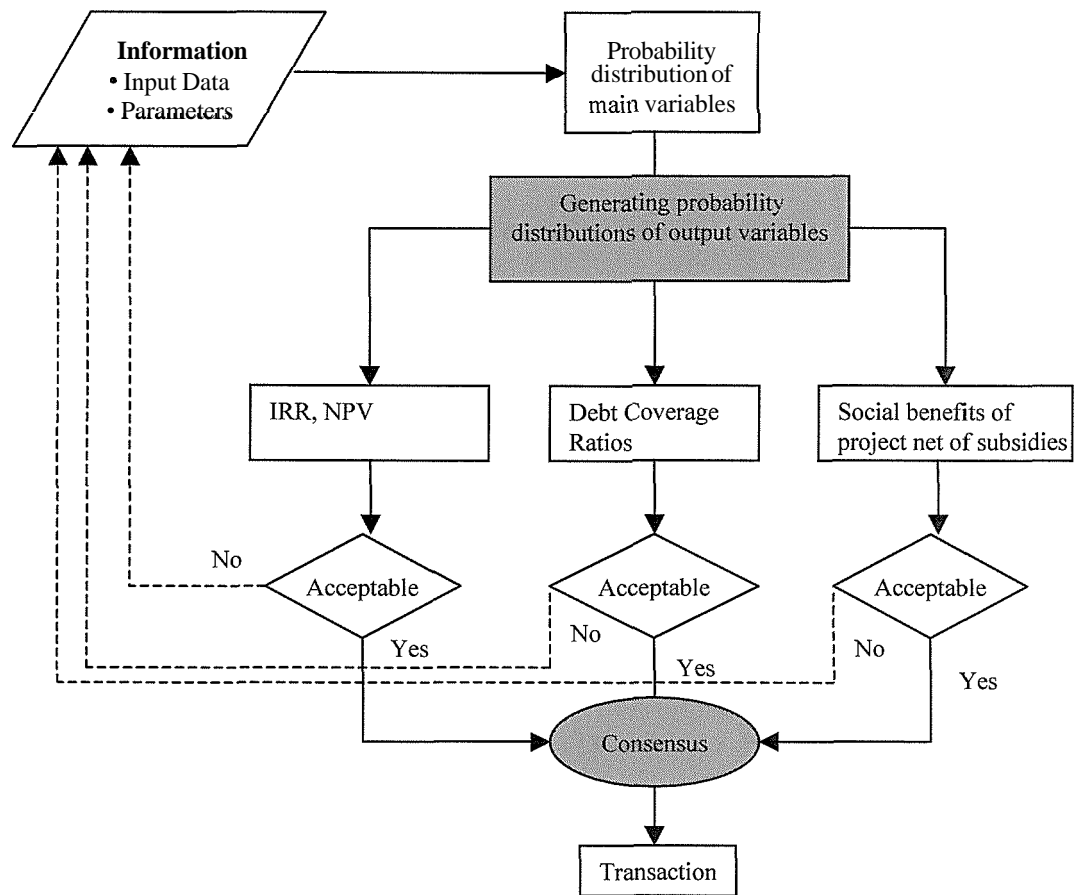 Information
• Input Data
• Parameters
Probability
distribution of
main variables
Generating probability
distributions of output variables
IRR, NPV
Debt Coverage
Ratios
Social benefits of
project net of subsidies
No
Acceptable
Yes
Acceptable
No
Yes
Acceptable
No
Yes
Consensus
Transaction